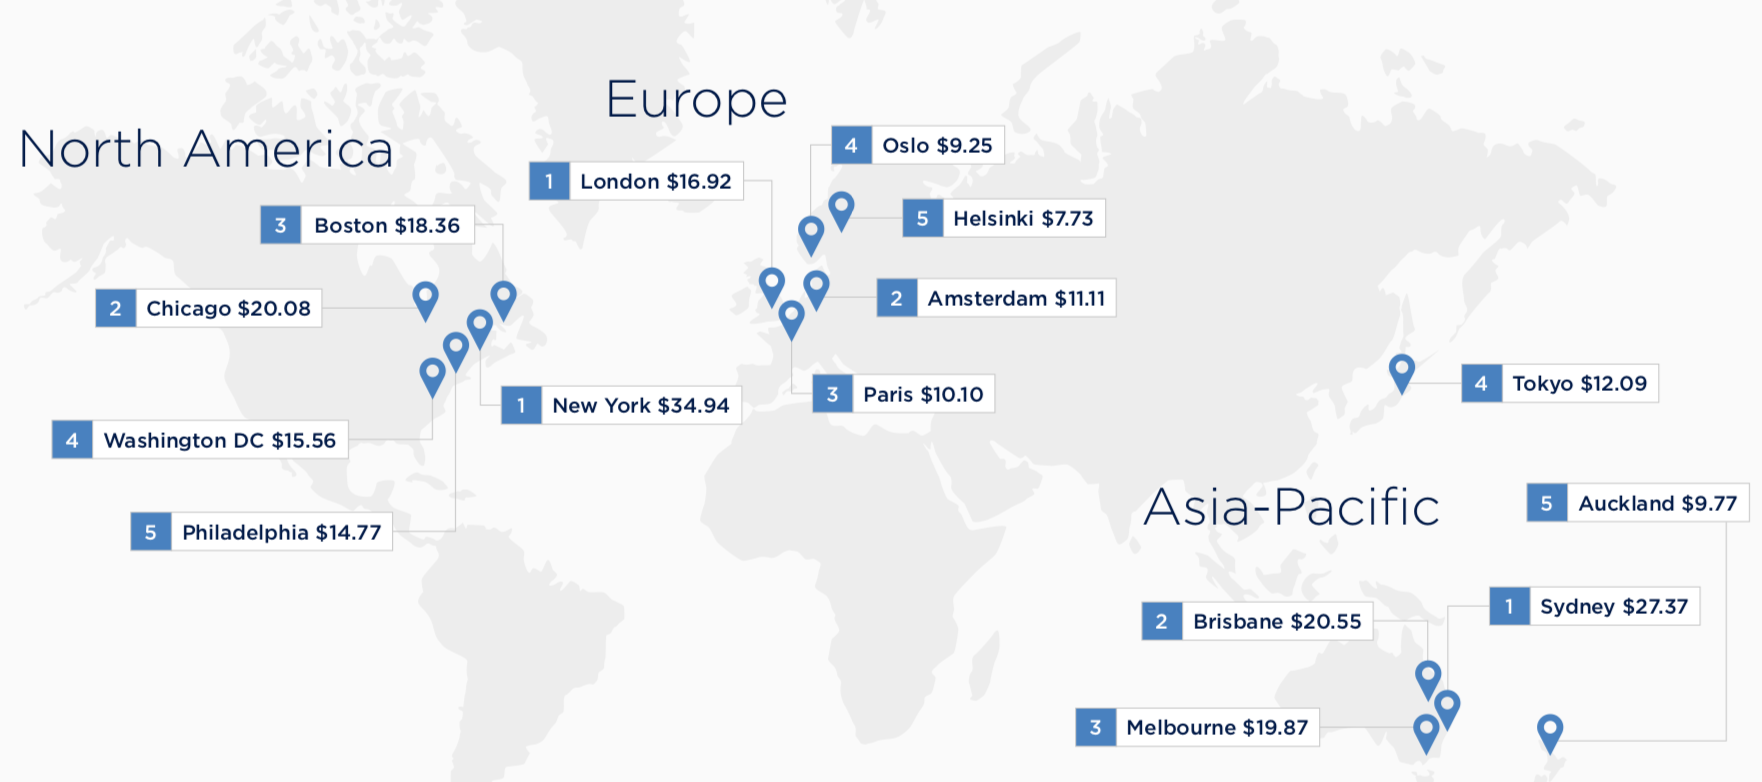 Europe
North America
4 Oslo $9.25
1 London $16.92
5 Helsinki $7.73
3 Boston $18.36
2 Chicago $20.08
2 Amsterdam $11.11
4 Tokyo $12.09
3 Paris $10.10
1 New York $34.94
4 Washington DC $15.56
Asia-Pacific
5 Auckland $9.77
5 Philadelphia $14.77
1 Sydney $27.37
2 Brisbane $20.55
3 Melbourne $19.87